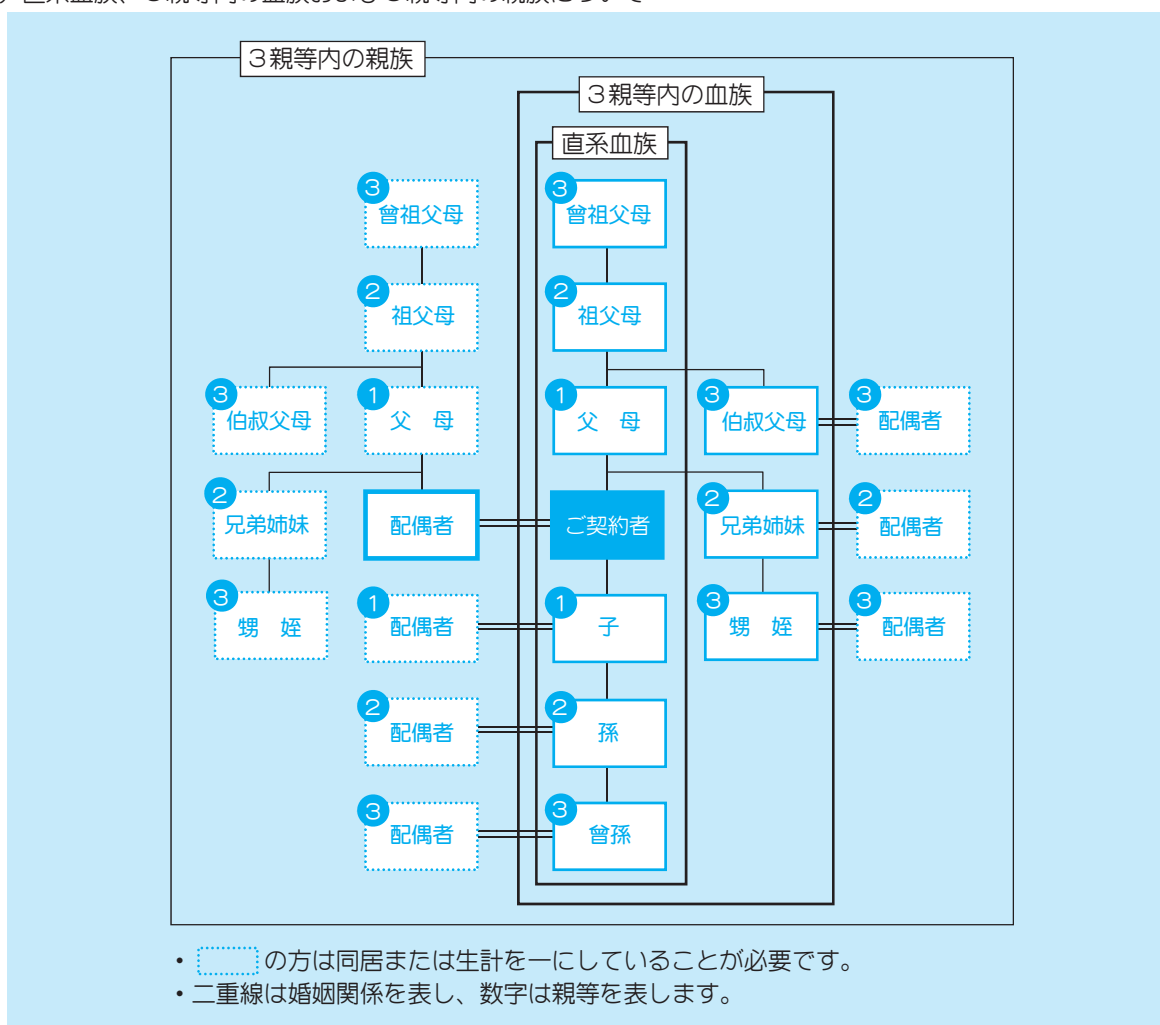 3親等内の親族
3親等内の血族
直系血族
3 曾祖父母 3 曾祖父母
2 祖父母 2 祖父母
3 伯叔父母 1 父 母 1 父 母 3 伯叔父母 3 配偶者
2 兄弟姉妹 配偶者 ご契約者 2 兄弟姉妹 2 配偶者
3 甥 姪 1 配偶者 1 子 3 甥 姪 3 配偶者
2 配偶者 2 孫
3 配偶者 3 曾孫
・ の方は同居または生計を一にしていることが必要です。
・二重線は婚姻関係を表し、数字は親等を表します。